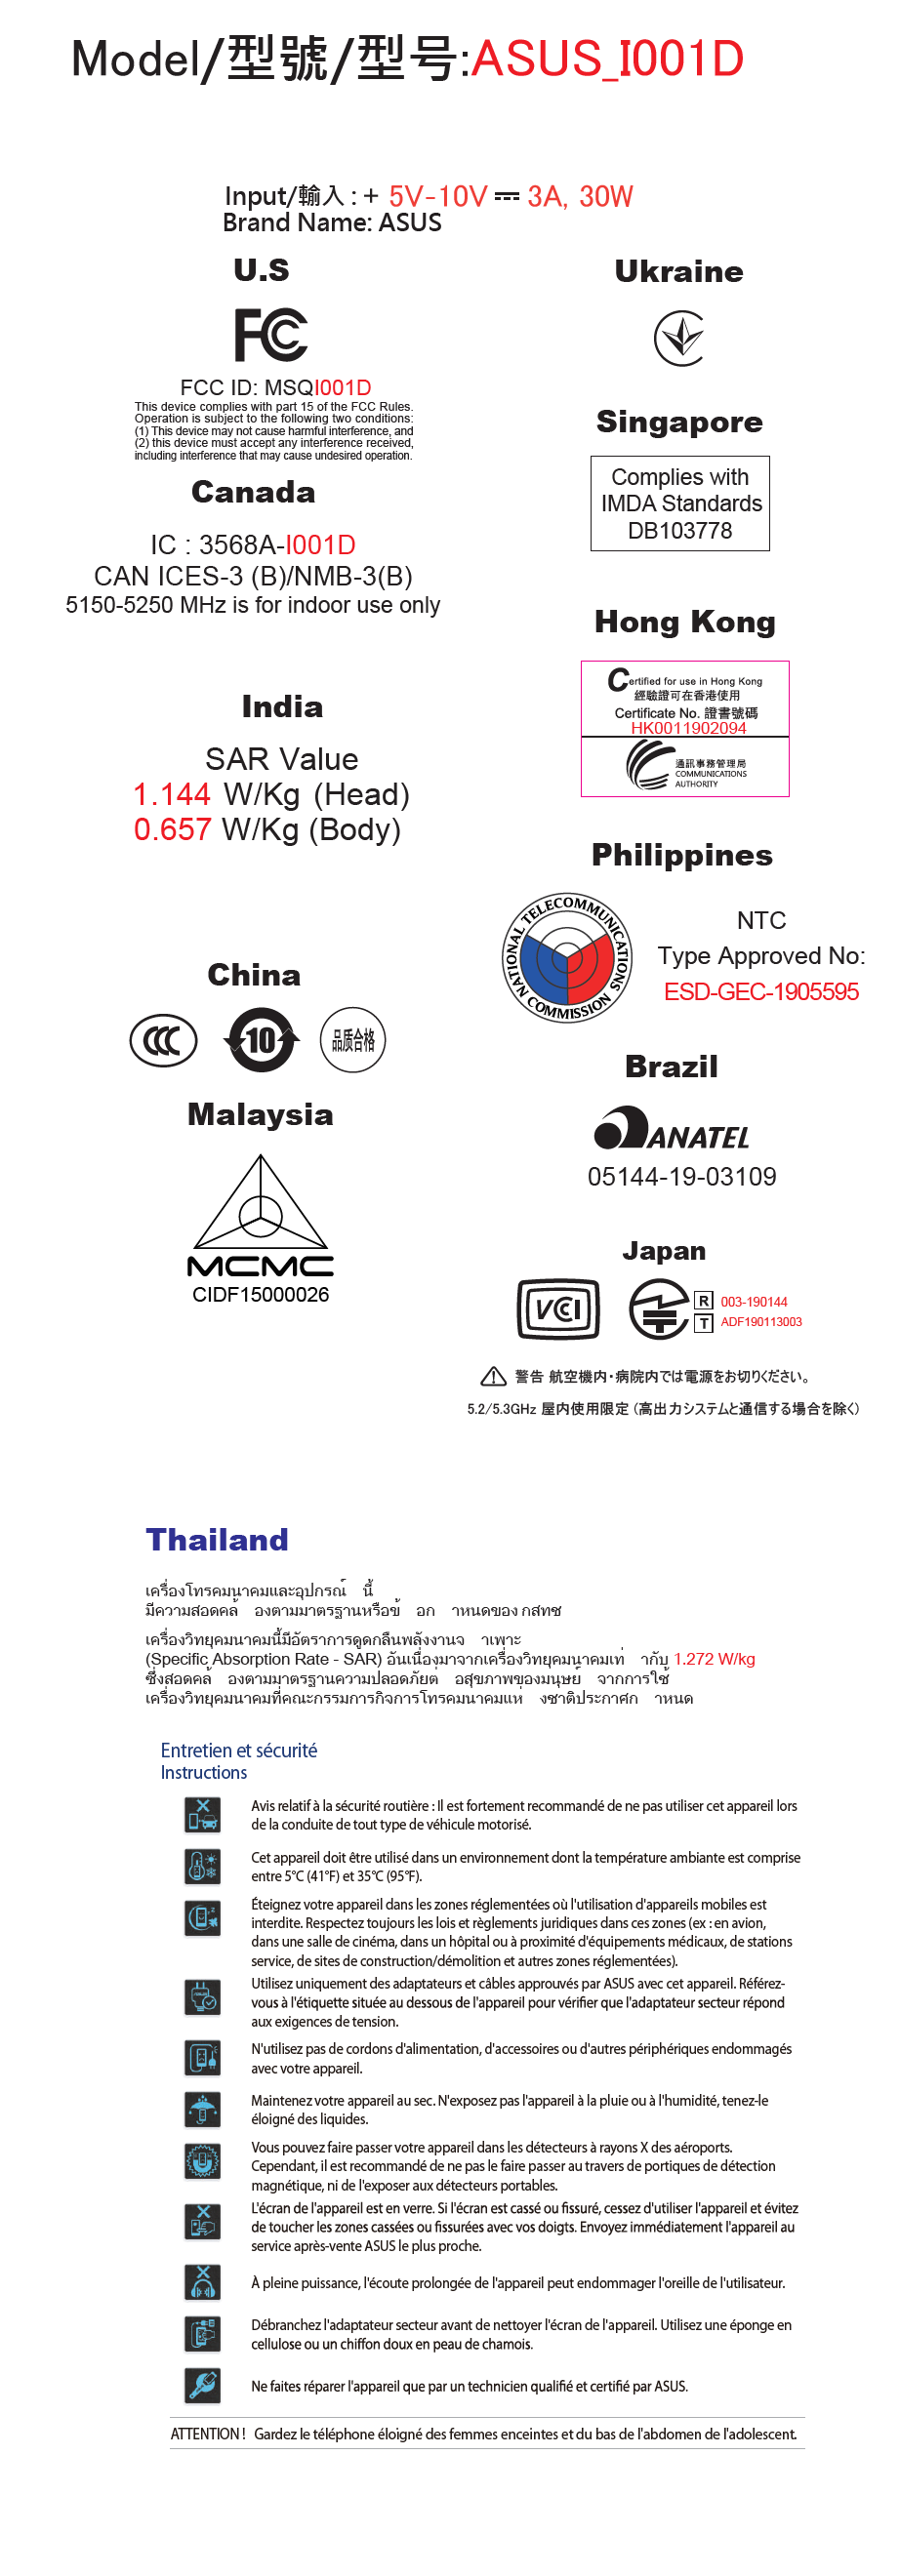 Model/型號/型号:ASUS_I001D
Input/輸入 : + 5V-10V ⎓ 3A, 30W
Brand Name: ASUS
U.S
FC
FCC ID: MSQI001D
This device complies with part 15 of the FCC Rules.
Operation is subject to the following two conditions:
(1) This device may not cause harmful interference, and
(2) this device must accept any interference received,
including interference that may cause undesired operation.
Canada
IC : 3568A-I001D
CAN ICES-3 (B)/NMB-3(B)
5150-5250 MHz is for indoor use only
India
SAR Value
1.144 W/Kg (Head)
0.657 W/Kg (Body)
China
CCC
10
品质合格
Malaysia
MCMC
CIDF15000026
Ukraine
Singapore
Complies with
IMDA Standards
DB103778
Hong Kong
Certified for use in Hong Kong
經驗證可在香港使用
Certificate No. 證書號碼
HK0011902094
通訊事務管理局
COMMUNICATIONS
AUTHORITY
Philippines
NATIONAL TELECOMMUNICATIONS COMMISSION
NTC
Type Approved No:
ESD-GEC-1905595
Brazil
ANATEL
05144-19-03109
Japan
VCCI
R 003-190144
T ADF190113003
警告 航空機内・病院内では電源をお切りください。
5.2/5.3GHz 屋内使用限定 (高出力システムと通信する場合を除く)
Thailand
เครื่องโทรคมนาคมและอุปกรณ์ นี้
มีความสอดคล้ องตามมาตรฐานหรือข้ อก ำหนดของ กสทช
เครื่องวิทยุคมนาคมนี้มีอัตราการดูดกลืนพลังงานจ ำเพาะ
(Specific Absorption Rate - SAR) อันเนื่องมาจากเครื่องวิทยุคมนาคมเท่ ากับ 1.272 W/kg
ซึ่งสอดคล้ องตามมาตรฐานความปลอดภัยต่ อสุขภาพของมนุษย์ จากการใช้
เครื่องวิทยุคมนาคมที่คณะกรรมการกิจการโทรคมนาคมแห่ งชาติประกาศก ำหนด
Entretien et sécurité
Instructions
Avis relatif à la sécurité routière : Il est fortement recommandé de ne pas utiliser cet appareil lors
de la conduite de tout type de véhicule motorisé.
Cet appareil doit être utilisé dans un environnement dont la température ambiante est comprise
entre 5°C (41°F) et 35°C (95°F).
Éteignez votre appareil dans les zones réglementées où l'utilisation d'appareils mobiles est
interdite. Respectez toujours les lois et règlements juridiques dans ces zones (ex : en avion,
dans une salle de cinéma, dans un hôpital ou à proximité d'équipements médicaux, de stations
service, de sites de construction/démolition et autres zones réglementées).
Utilisez uniquement des adaptateurs et câbles approuvés par ASUS avec cet appareil. Référez-
vous à l'étiquette située au dessous de l'appareil pour vérifier que l'adaptateur secteur répond
aux exigences de tension.
N'utilisez pas de cordons d'alimentation, d'accessoires ou d'autres périphériques endommagés
avec votre appareil.
Maintenez votre appareil au sec. N'exposez pas l'appareil à la pluie ou à l'humidité, tenez-le
éloigné des liquides.
Vous pouvez faire passer votre appareil dans les détecteurs à rayons X des aéroports.
Cependant, il est recommandé de ne pas le faire passer au travers de portiques de détection
magnétique, ni de l'exposer aux détecteurs portables.
L'écran de l'appareil est en verre. Si l'écran est cassé ou fissuré, cessez d'utiliser l'appareil et évitez
de toucher les zones cassées ou fissurées avec vos doigts. Envoyez immédiatement l'appareil au
service après-vente ASUS le plus proche.
À pleine puissance, l'écoute prolongée de l'appareil peut endommager l'oreille de l'utilisateur.
Débranchez l'adaptateur secteur avant de nettoyer l'écran de l'appareil. Utilisez une éponge en
cellulose ou un chiffon doux en peau de chamois.
Ne faites réparer l'appareil que par un technicien qualifié et certifié par ASUS.
ATTENTION ! Gardez le téléphone éloigné des femmes enceintes et du bas de l'abdomen de l'adolescent.